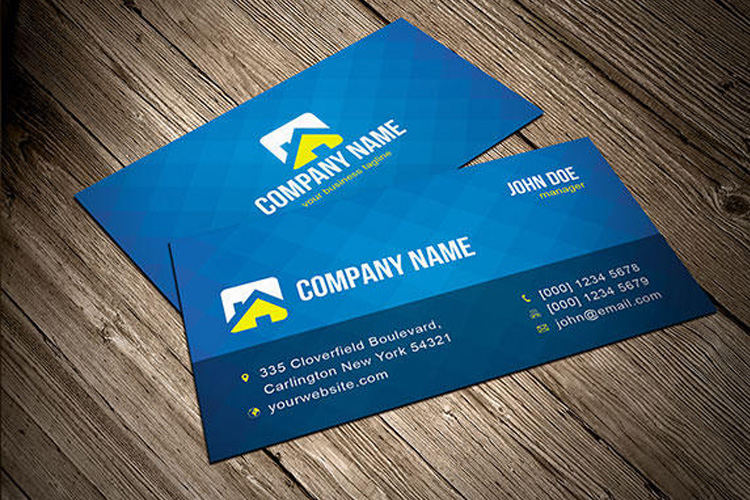 COMPANY NAME
your business tagline
JOHN DOE
manager
COMPANY NAME
[000] 1234 5678
[000] 1234 5679
john@email.com
335 Cloverfield Boulevard,
Carlington New York 54321
yourwebsite.com